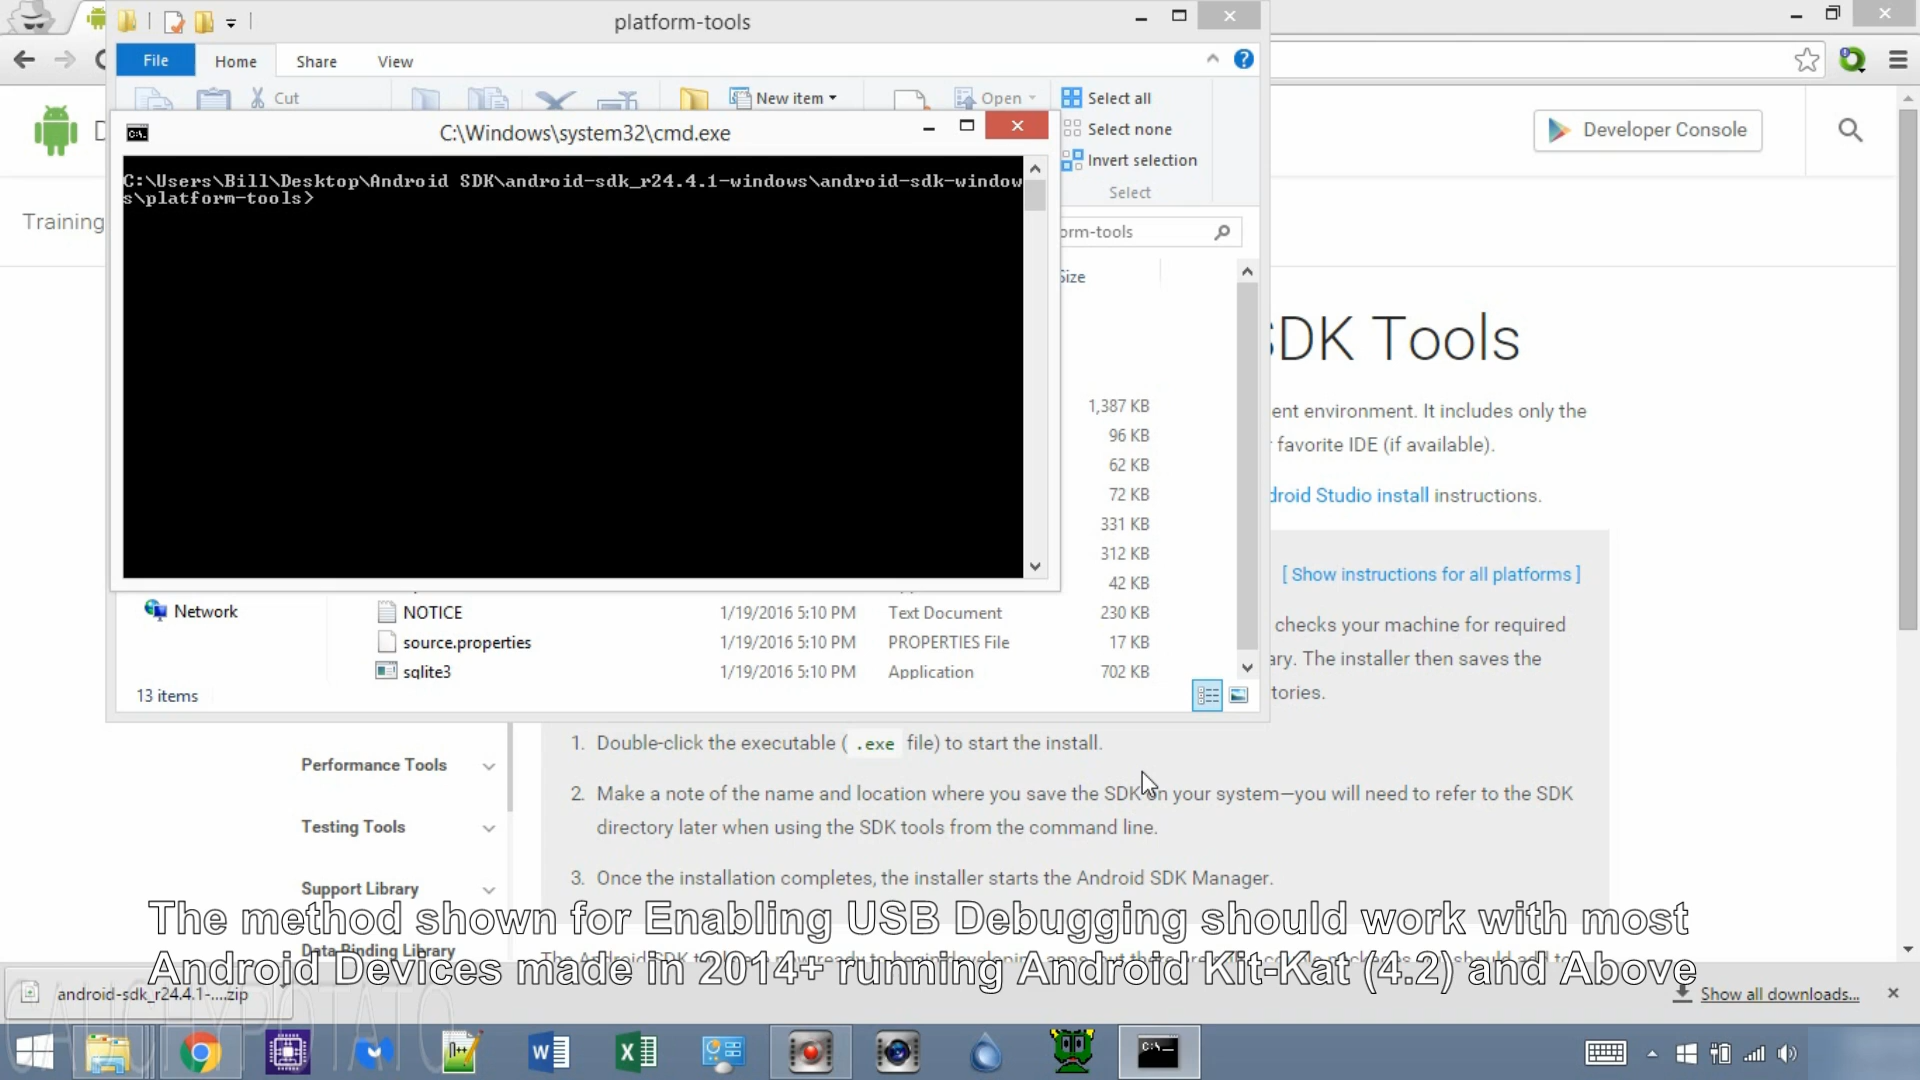 platform-tools
File
Home
Share
View
Cut
New item
Open
Select all
Select none
Invert selection
Select
C:\Windows\system32\cmd.exe
C:\Users\Bill\Desktop\Android SDK\android-sdk_r24.4.1-windows\android-sdk-window
s\platform-tools>
Developer Console
Training
orm-tools
Size
SDK Tools
1,387 KB
96 KB
62 KB
72 KB
331 KB
312 KB
42 KB
ent environment. It includes only the
favorite IDE (if available).
droid Studio install instructions.
[ Show instructions for all platforms ]
checks your machine for required
ary. The installer then saves the
tories.
Network
NOTICE 1/19/2016 5:10 PM Text Document 230 KB
source.properties 1/19/2016 5:10 PM PROPERTIES File 17 KB
sqlite3 1/19/2016 5:10 PM Application 702 KB
13 items
1. Double-click the executable ( .exe file) to start the install.
2. Make a note of the name and location where you save the SDK on your system—you will need to refer to the SDK
directory later when using the SDK tools from the command line.
3. Once the installation completes, the installer starts the Android SDK Manager.
Performance Tools
Testing Tools
Support Library
Data Binding Library
The method shown for Enabling USB Debugging should work with most
Android Devices made in 2014+ running Android Kit-Kat (4.2) and Above
android-sdk_r24.4.1-....zip
Show all downloads...